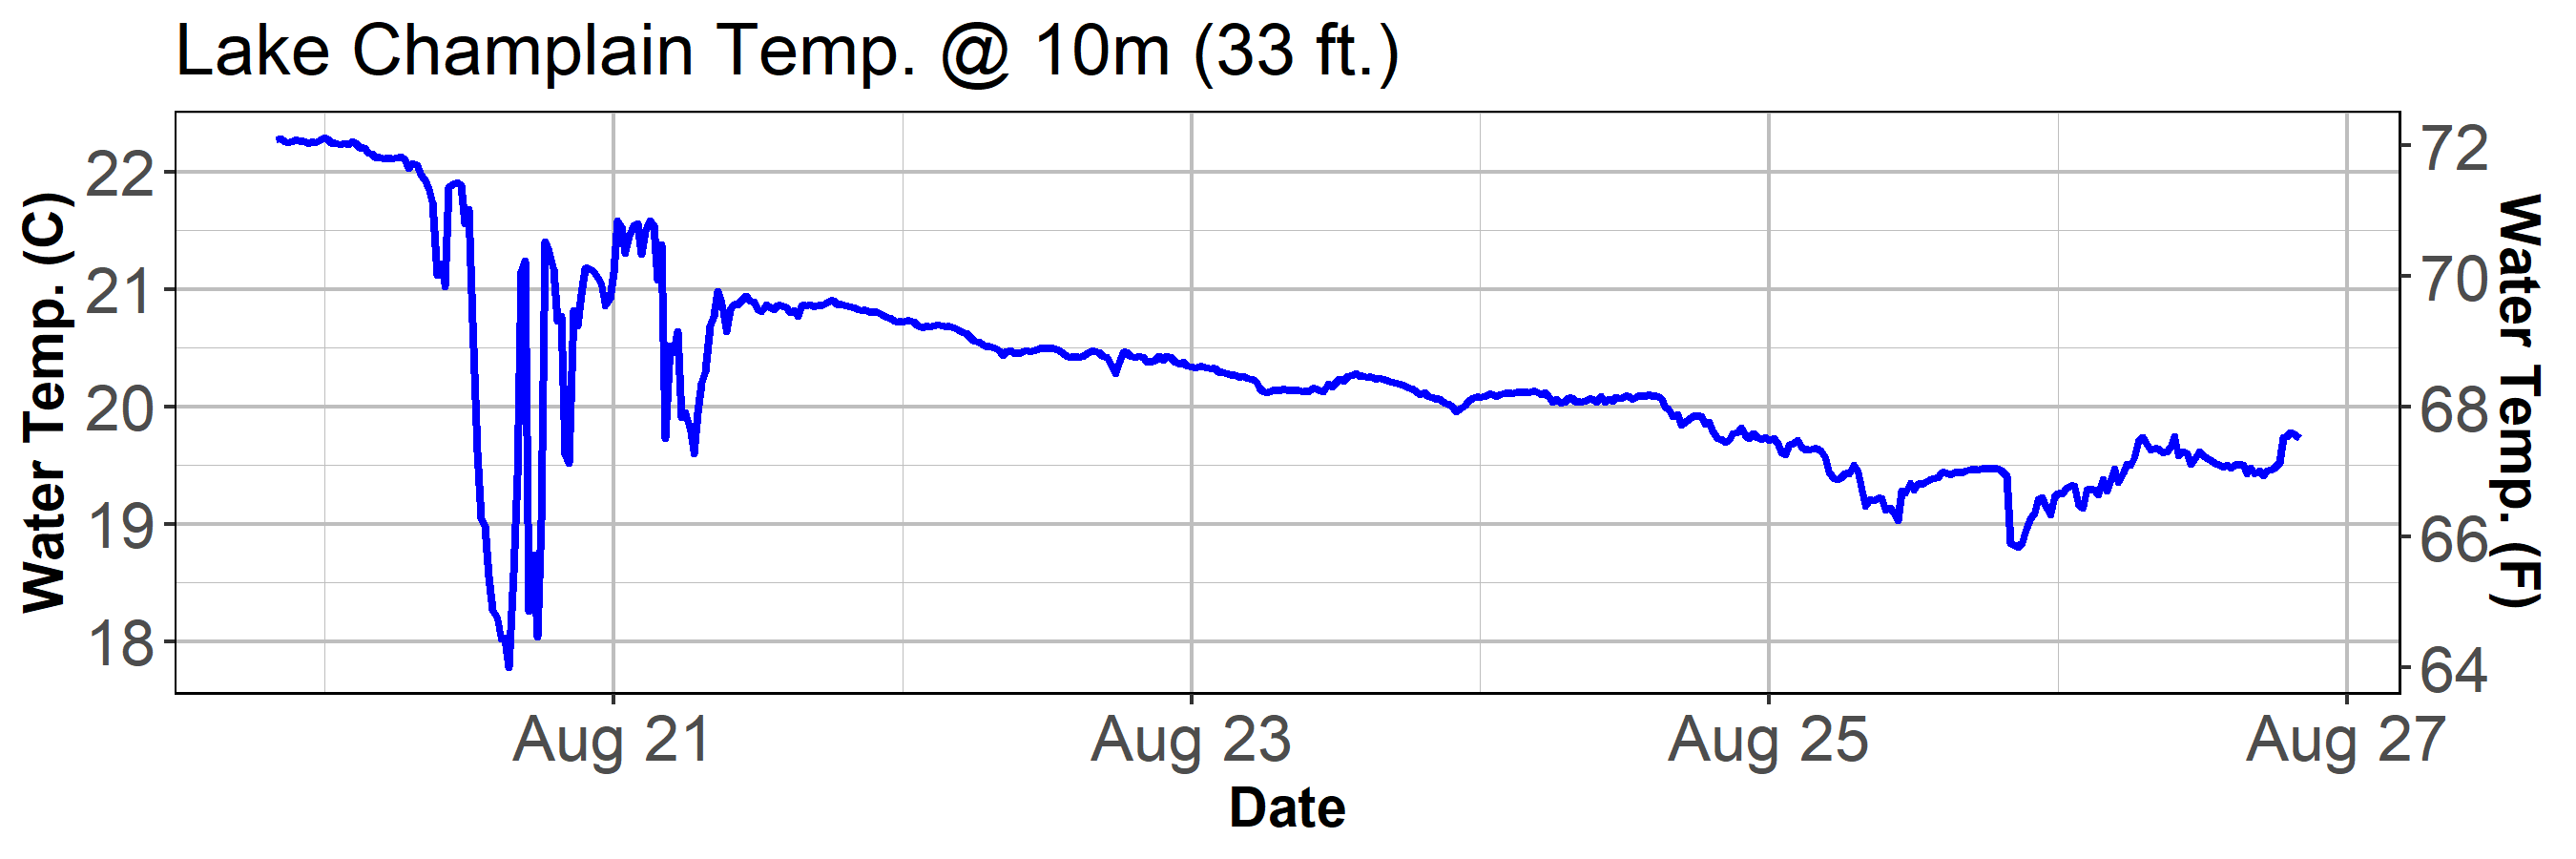 Lake Champlain Temp. @ 10m (33 ft.)
Water Temp. (C)
22
21
20
19
18
72
70
68
66
64
Water Temp. (F)
Aug 21 Aug 23 Aug 25 Aug 27
Date